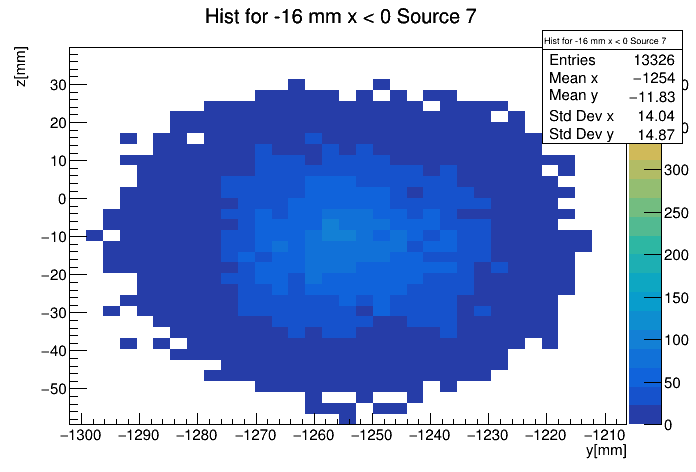 Hist for -16 mm x < 0 Source 7
z[mm]
Hist for -16 mm x < 0 Source 7
Entries 13326
Mean x −1254
Mean y −11.83
Std Dev x 14.04
Std Dev y 14.87
30
20
10
0
−10
−20
−30
−40
−50
300
250
200
150
100
50
0
−1300 −1290 −1280 −1270 −1260 −1250 −1240 −1230 −1220 −1210
y[mm]